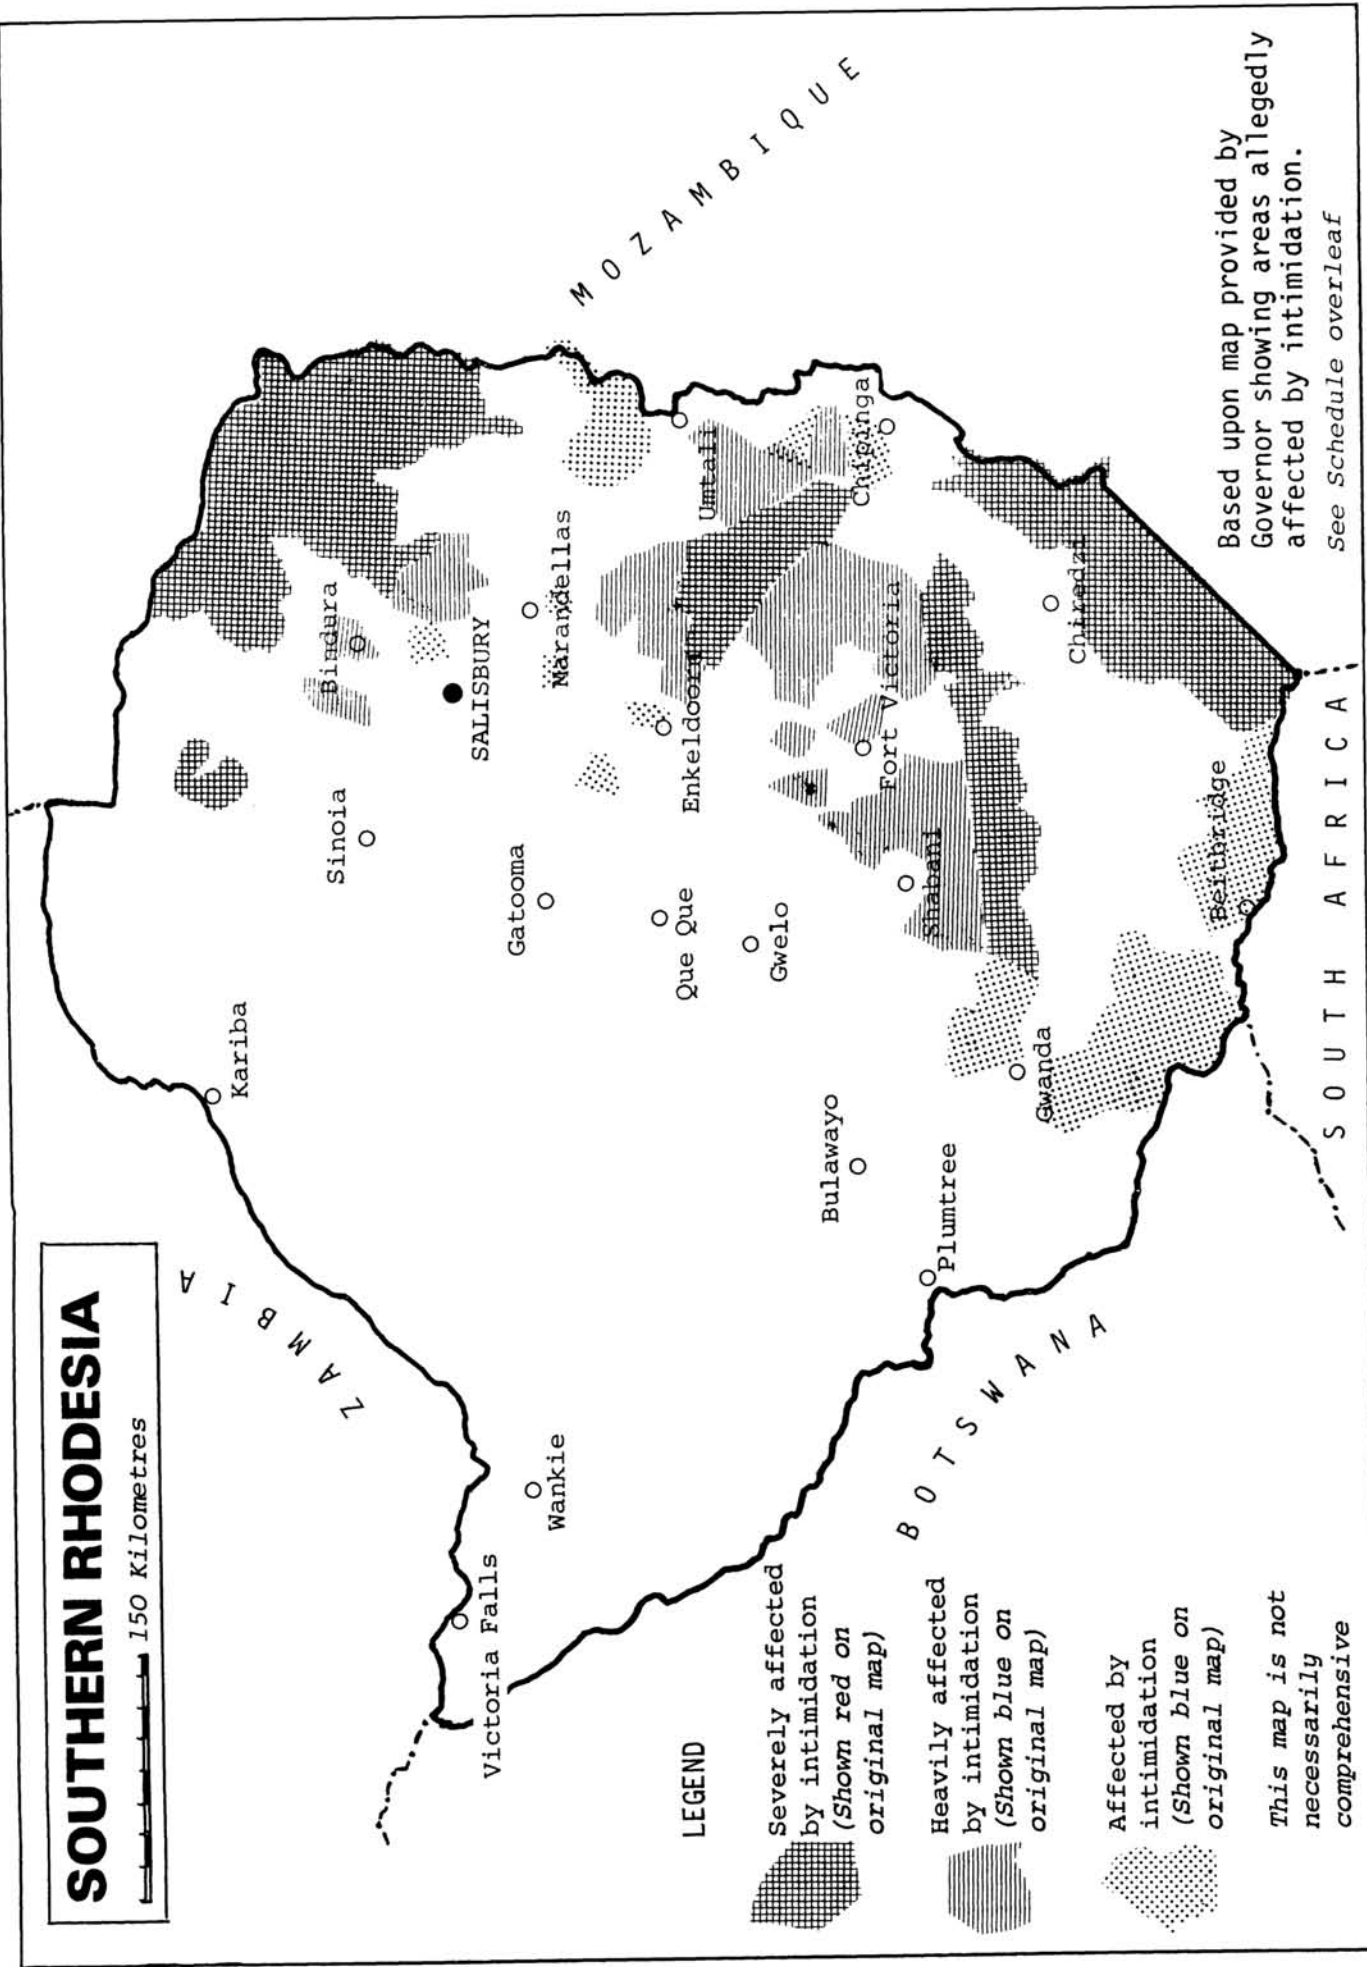 SOUTHERN RHODESIA
150 Kilometres
ZAMBIA
MOZAMBIQUE
BOTSWANA
SOUTH AFRICA
Kariba
Victoria Falls
Wankie
Sinoia
Bindura
SALISBURY
Gatooma
Marandellas
Que Que
Enkeldoorn
Umtali
Gwelo
Bulawayo
Fort Victoria
Chipinga
Shabani
Plumtree
Gwanda
Chiredzi
Beitbridge
LEGEND
Severely affected
by intimidation
(Shown red on
original map)
Heavily affected
by intimidation
(Shown blue on
original map)
Affected by
intimidation
(Shown blue on
original map)
This map is not
necessarily
comprehensive
Based upon map provided by
Governor showing areas allegedly
affected by intimidation.
See Schedule overleaf